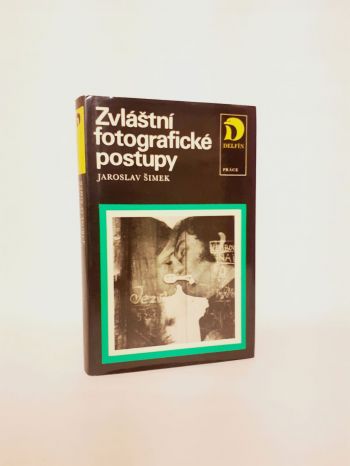 Zvláštní
fotografické
postupy
JAROSLAV ŠIMEK
DELFÍN
PRÁCE